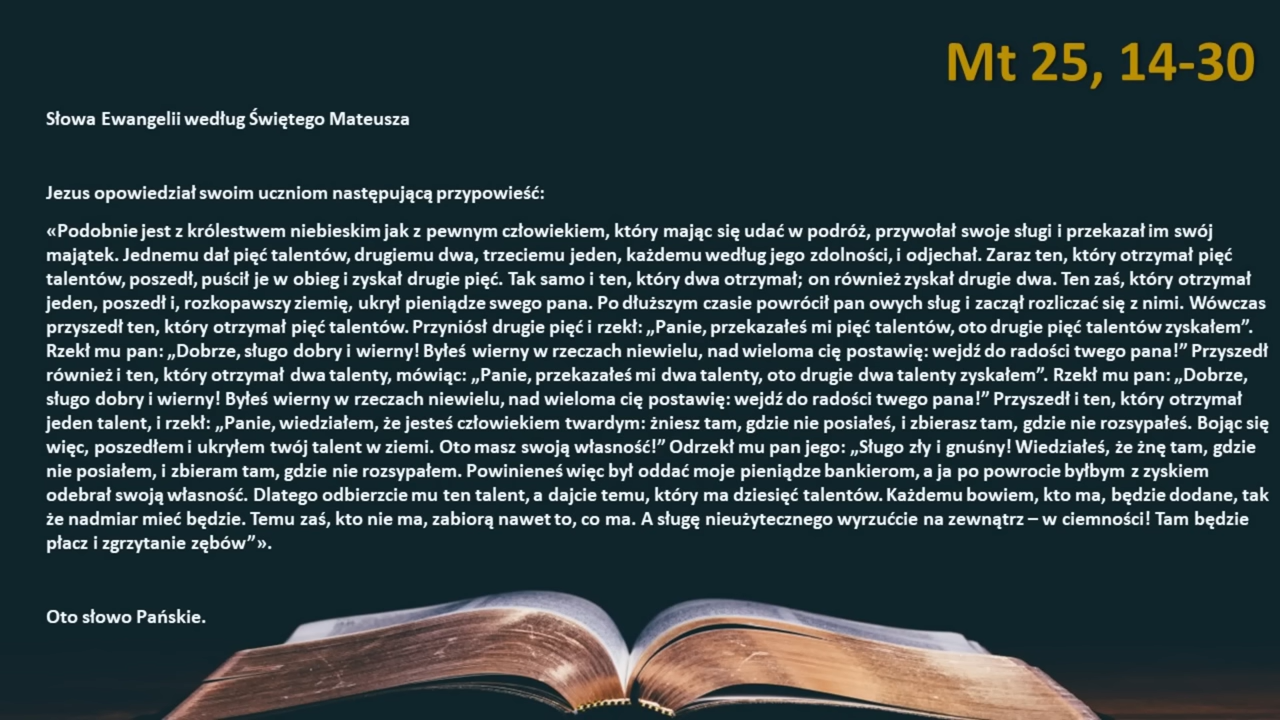 Mt 25, 14-30
Słowa Ewangelii według Świętego Mateusza
Jezus opowiedział swoim uczniom następującą przypowieść:
«Podobnie jest z królestwem niebieskim jak z pewnym człowiekiem, który mając się udać w podróż, przywołał swoje sługi i przekazał im swój
majątek. Jednemu dał pięć talentów, drugiemu dwa, trzeciemu jeden, każdemu według jego zdolności, i odjechał. Zaraz ten, który otrzymał pięć
talentów, poszedł, puścił je w obieg i zyskał drugie pięć. Tak samo i ten, który dwa otrzymał; on również zyskał drugie dwa. Ten zaś, który otrzymał
jeden, poszedł i, rozkopawszy ziemię, ukrył pieniądze swego pana. Po dłuższym czasie powrócił pan owych sług i zaczął rozliczać się z nimi. Wówczas
przyszedł ten, który otrzymał pięć talentów. Przyniósł drugie pięć i rzekł: „Panie, przekazałeś mi pięć talentów, oto drugie pięć talentów zyskałem”.
Rzekł mu pan: „Dobrze, sługo dobry i wierny! Byłeś wierny w rzeczach niewielu, nad wieloma cię postawię: wejdź do radości twego pana!” Przyszedł
również i ten, który otrzymał dwa talenty, mówiąc: „Panie, przekazałeś mi dwa talenty, oto drugie dwa talenty zyskałem”. Rzekł mu pan: „Dobrze,
sługo dobry i wierny! Byłeś wierny w rzeczach niewielu, nad wieloma cię postawię: wejdź do radości twego pana!” Przyszedł i ten, który otrzymał
jeden talent, i rzekł: „Panie, wiedziałem, że jesteś człowiekiem twardym: żniesz tam, gdzie nie posiałeś, i zbierasz tam, gdzie nie rozsypałeś. Bojąc się
więc, poszedłem i ukryłem twój talent w ziemi. Oto masz swoją własność!” Odrzekł mu pan jego: „Sługo zły i gnuśny! Wiedziałeś, że żnę tam, gdzie
nie posiałem, i zbieram tam, gdzie nie rozsypałem. Powinieneś więc był oddać moje pieniądze bankierom, a ja po powrocie byłbym z zyskiem
odebrał swoją własność. Dlatego odbierzcie mu ten talent, a dajcie temu, który ma dziesięć talentów. Każdemu bowiem, kto ma, będzie dodane, tak
że nadmiar mieć będzie. Temu zaś, kto nie ma, zabiorą nawet to, co ma. A sługę nieużytecznego wyrzućcie na zewnątrz – w ciemności! Tam będzie
płacz i zgrzytanie zębów”».
Oto słowo Pańskie.